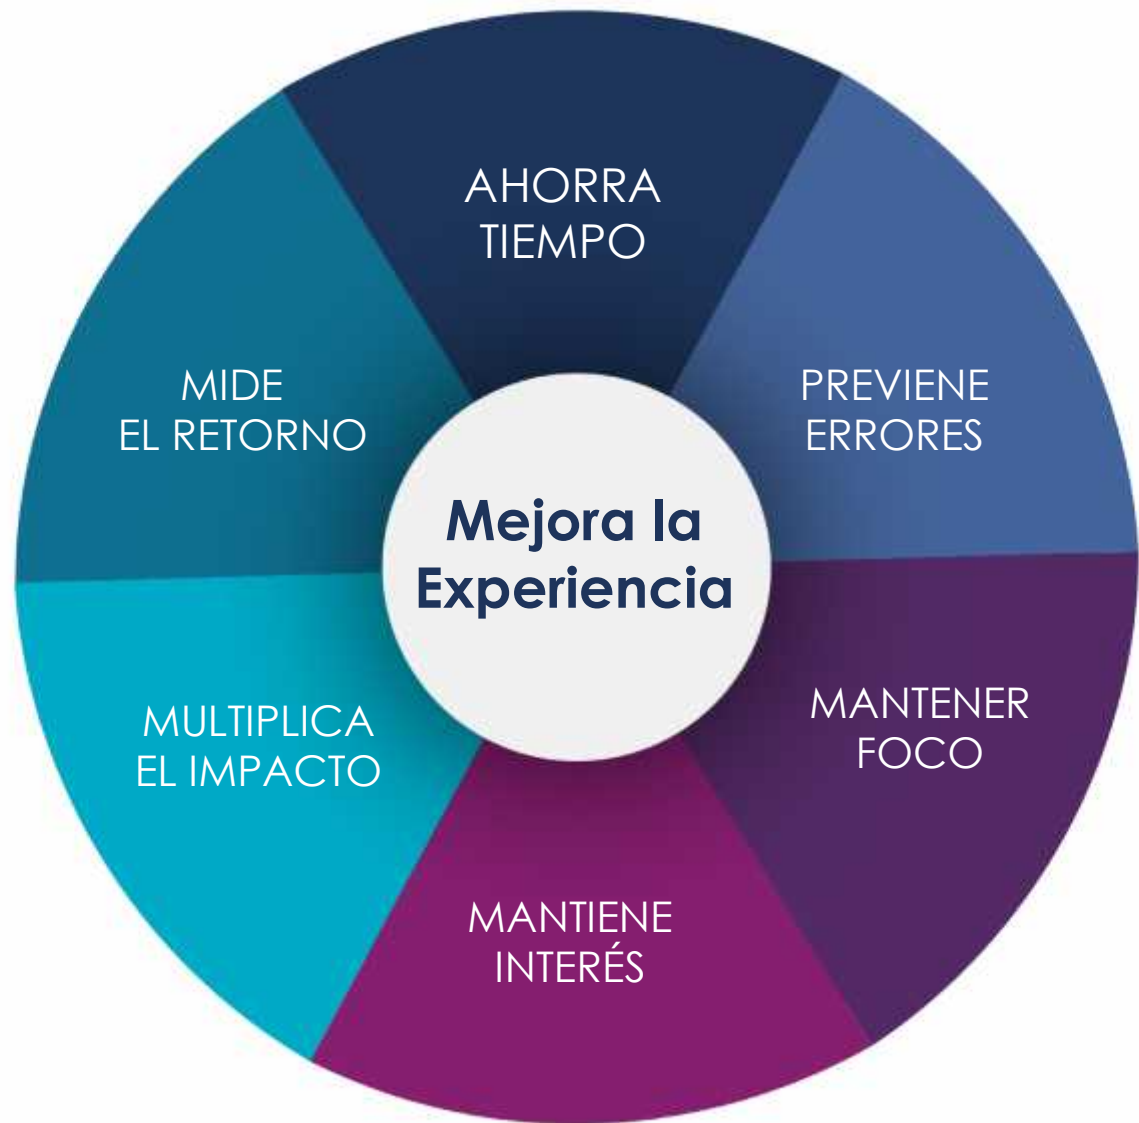 AHORRA
TIEMPO
PREVIENE
ERRORES
MANTENER
FOCO
MANTIENE
INTERÉS
MULTIPLICA
EL IMPACTO
MIDE
EL RETORNO
Mejora la
Experiencia